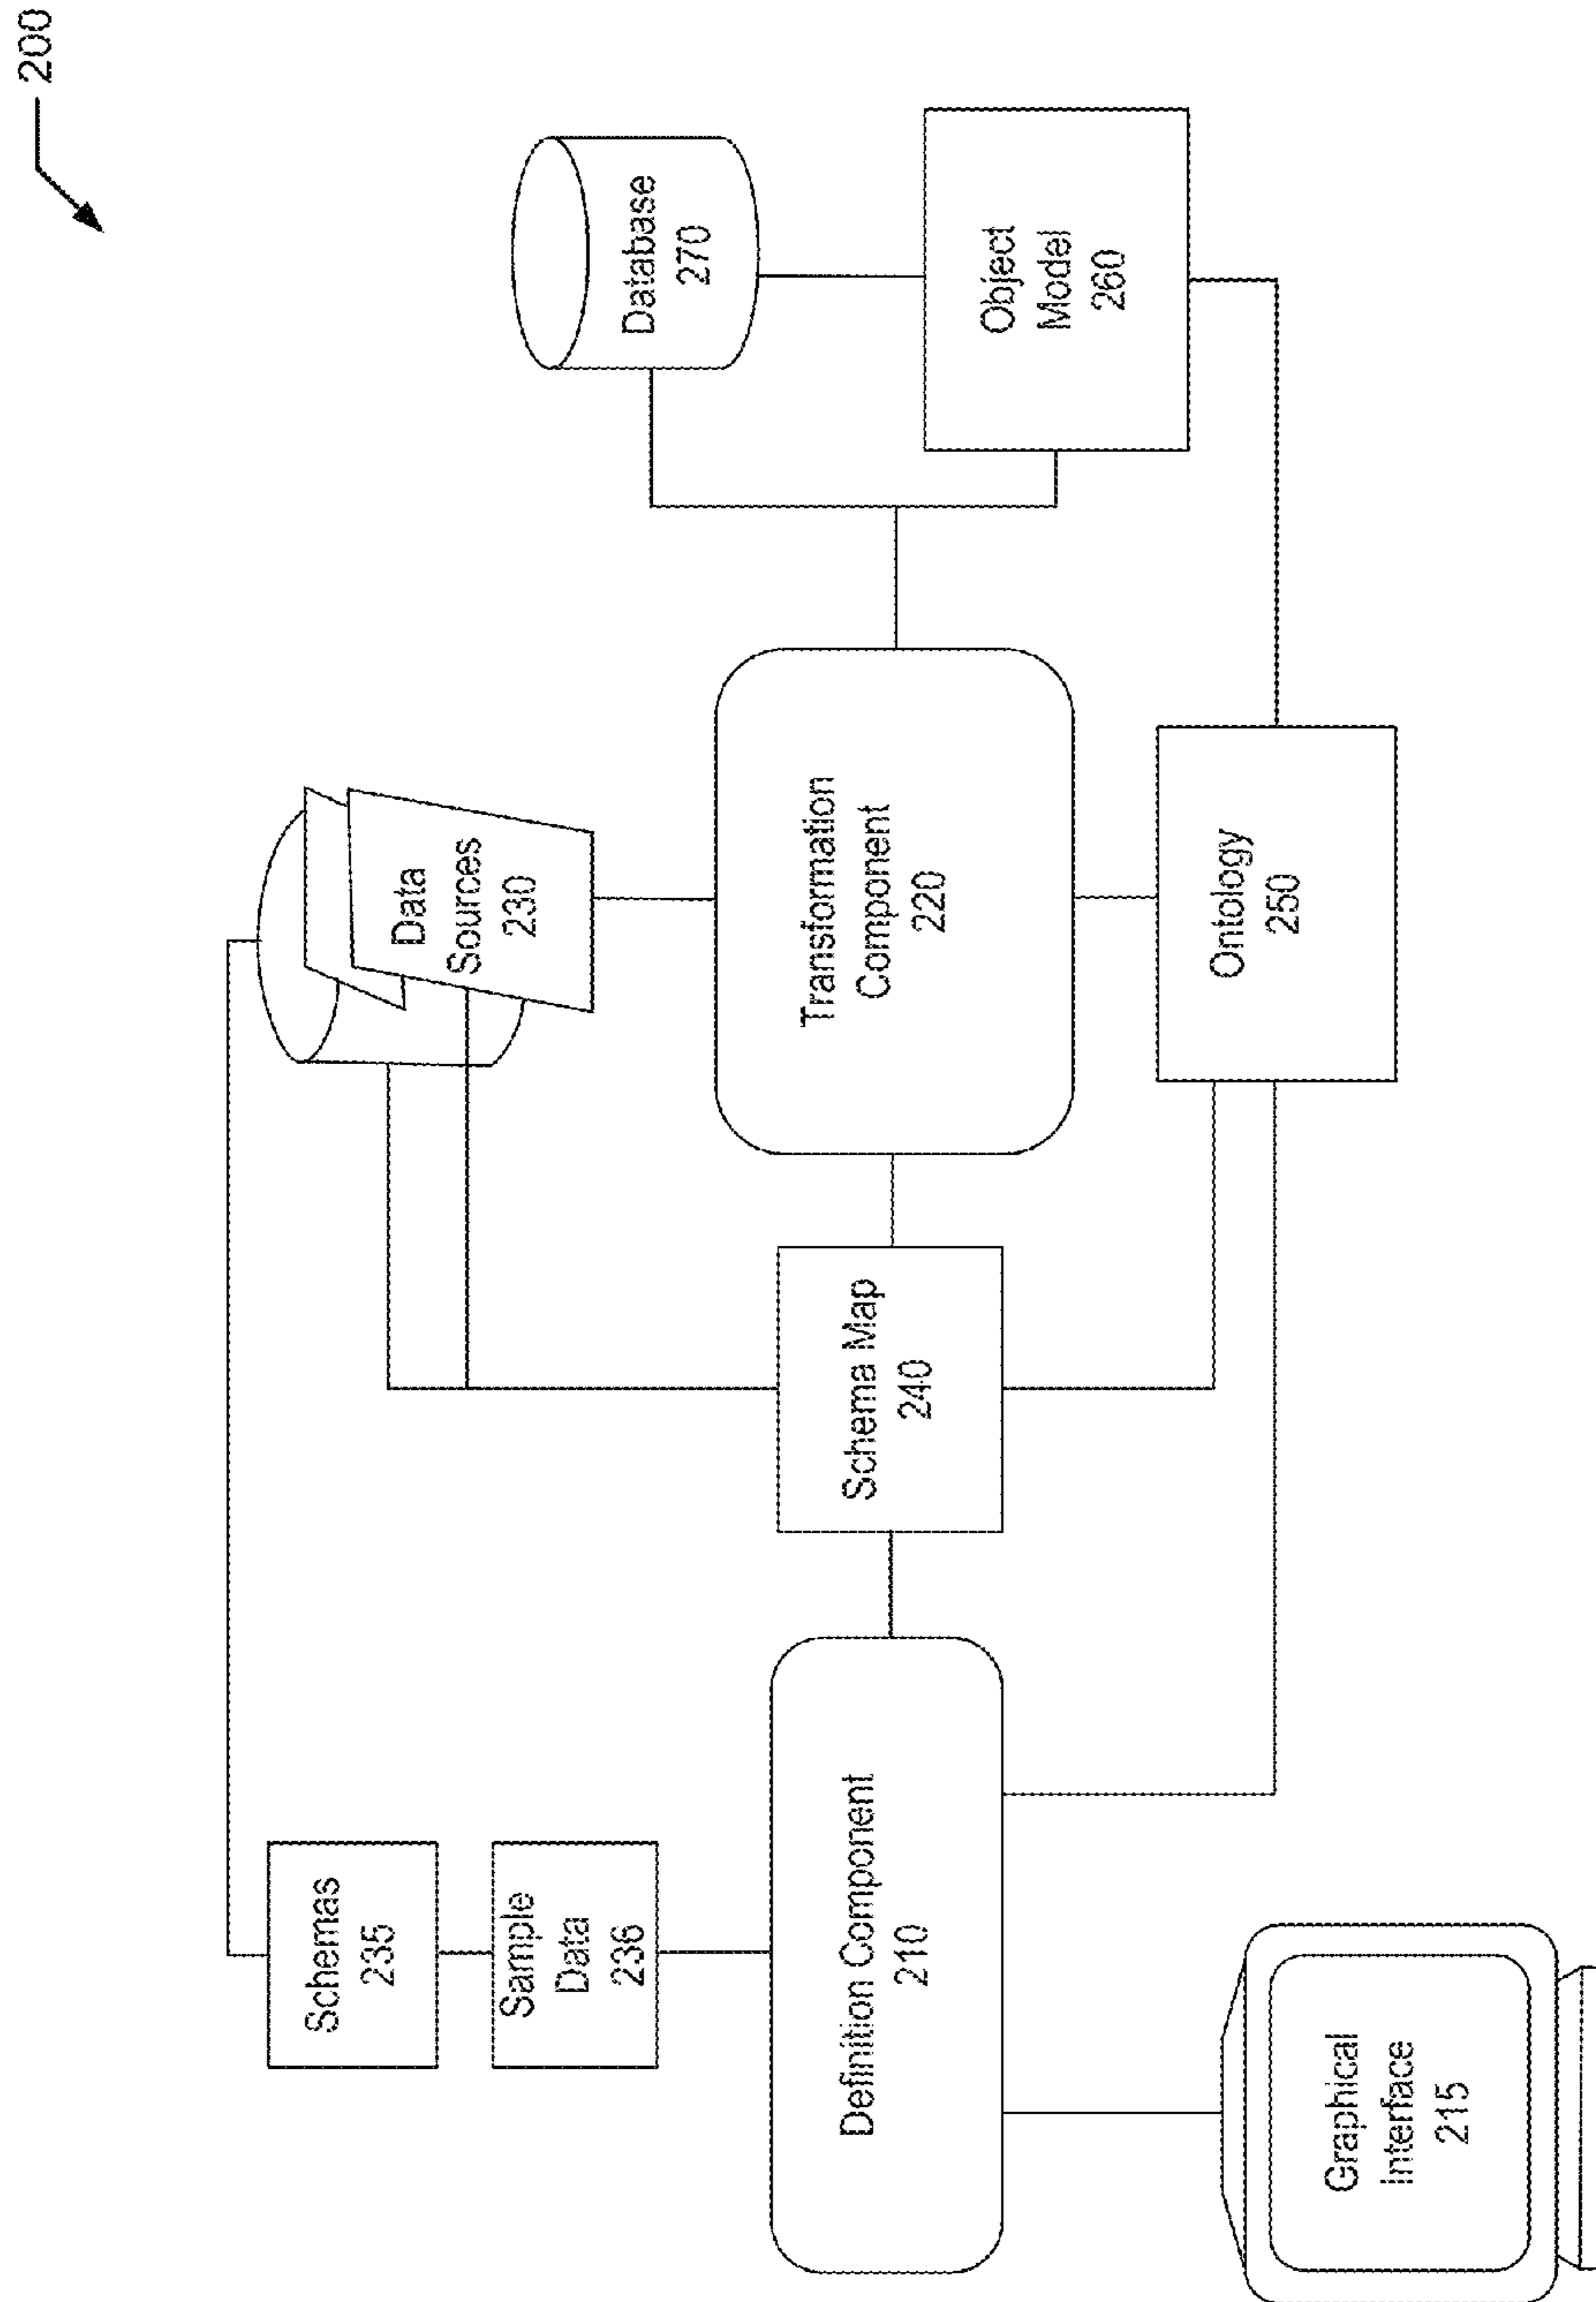 200
Schemas
235
Sample
Data
236
Data
Sources
230
Database
270
Definition Component
210
Schema Map
240
Transformation
Component
220
Object
Model
260
Graphical
Interface
215
Ontology
250